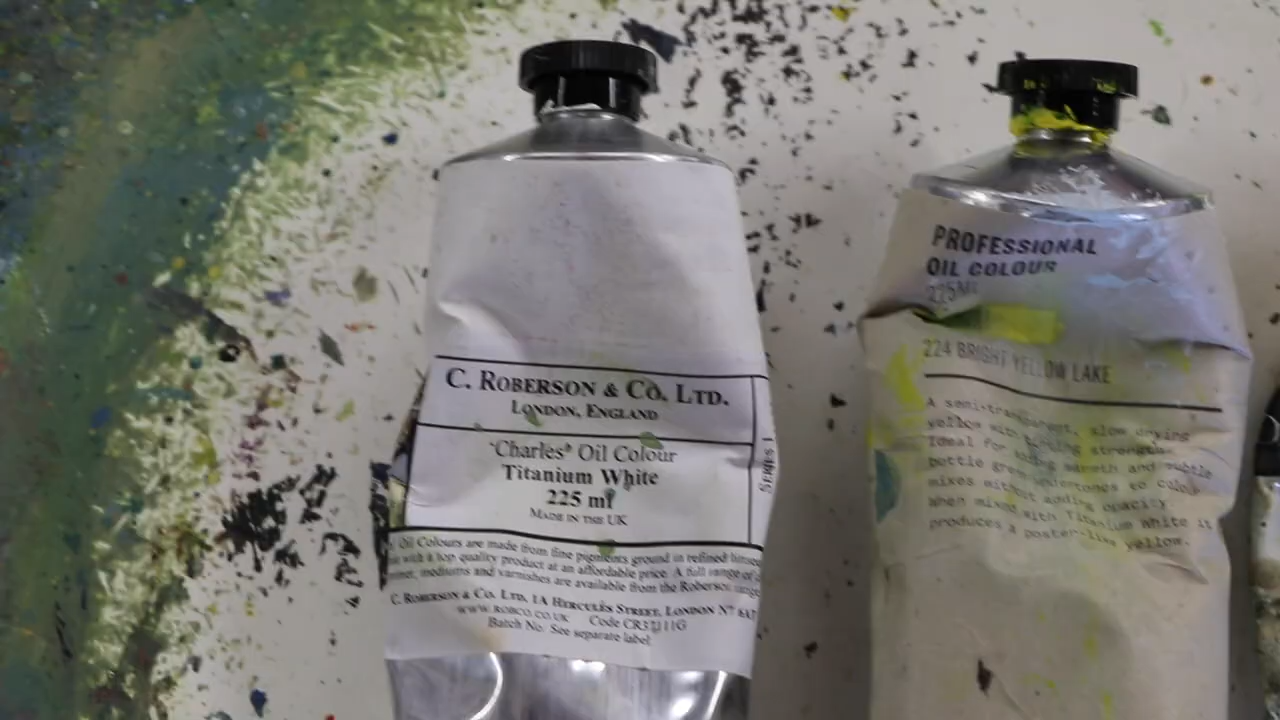 C. ROBERSON & CO. LTD.
LONDON, ENGLAND
'Charles' Oil Colour
Titanium White
225 ml
MADE IN THE UK
SERIES 1
Oil Colours are made from fine pigments ground in refined linseed
with a top quality product at an affordable price. A full range of
mediums and varnishes are available from the Roberson range
C. ROBERSON & CO. LTD, 1A HERCULES STREET, LONDON N7 6AT
WWW.ROBCO.CO.UK Code
Batch No: See separate label
PROFESSIONAL
OIL COLOUR
225ML
224 BRIGHT YELLOW LAKE
A semi-transparent, slow drying
yellow with tinting strength.
Ideal for adding warmth and subtle
bottle green undertones to colour
mixes without adding opacity.
When mixed with Titanium White it
produces a poster-like yellow.